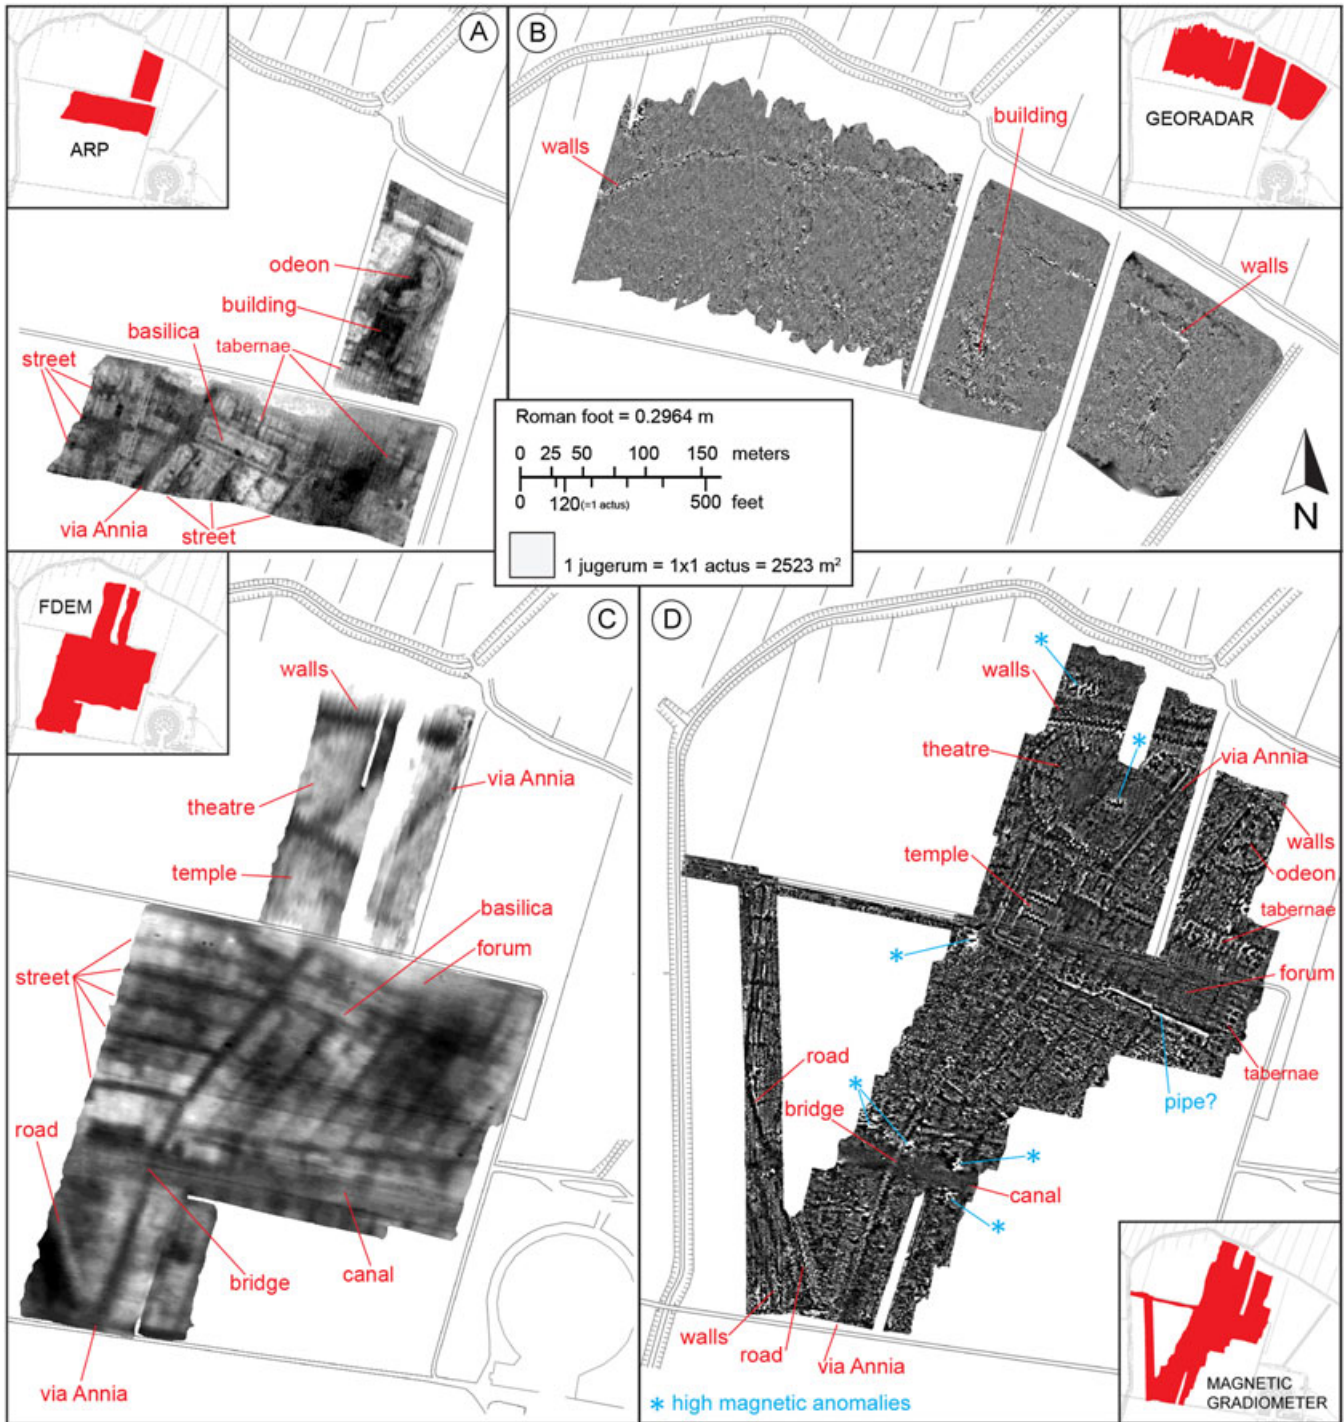 A
ARP
odeon
building
basilica
tabernae
street
via Annia
street
B
GEORADAR
building
walls
walls
Roman foot = 0.2964 m
0 25 50 100 150 meters
0 120(=1 actus) 500 feet
1 jugerum = 1x1 actus = 2523 m²
N
C
FDEM
walls
via Annia
theatre
temple
basilica
forum
street
road
bridge
canal
via Annia
D
*
walls
*
theatre
via Annia
walls
temple
odeon
tabernae
*
forum
road
*
tabernae
bridge
pipe?
*
canal
*
walls
road
via Annia
* high magnetic anomalies
MAGNETIC
GRADIOMETER